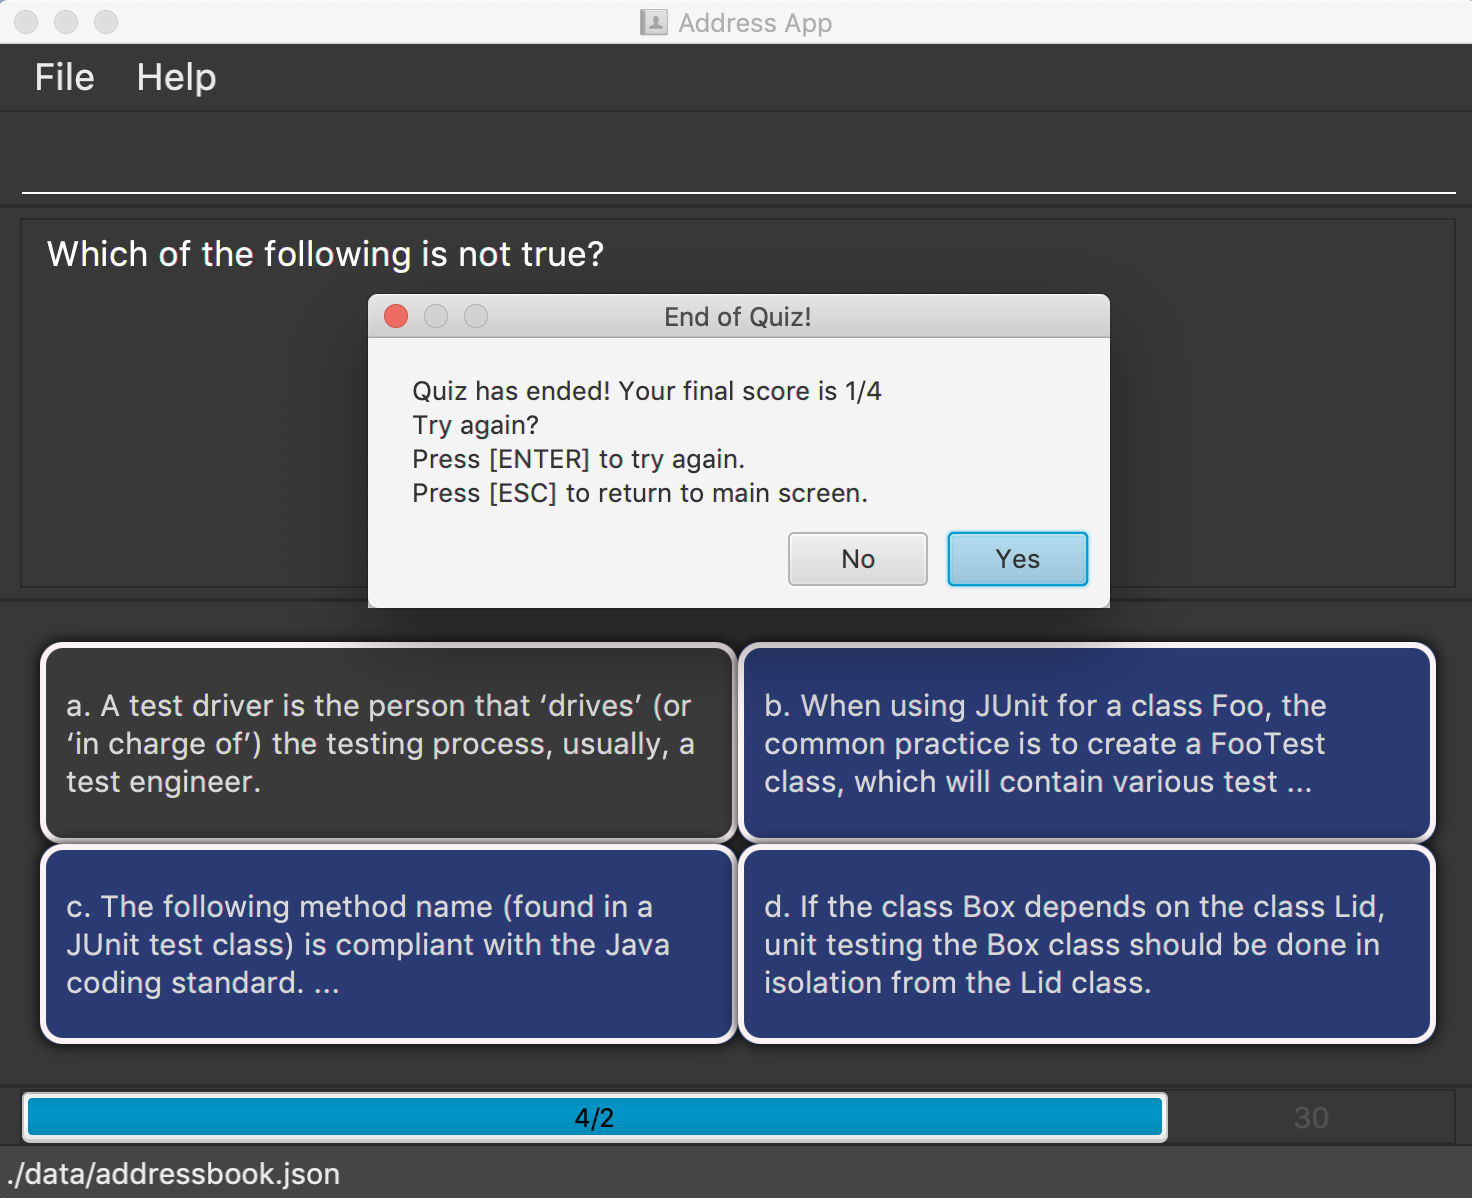 Address App
File Help
Which of the following is not true?
End of Quiz!
Quiz has ended! Your final score is 1/4
Try again?
Press [ENTER] to try again.
Press [ESC] to return to main screen.
No Yes
a. A test driver is the person that ‘drives’ (or
‘in charge of’) the testing process, usually, a
test engineer.
b. When using JUnit for a class Foo, the
common practice is to create a FooTest
class, which will contain various test ...
c. The following method name (found in a
JUnit test class) is compliant with the Java
coding standard. ...
d. If the class Box depends on the class Lid,
unit testing the Box class should be done in
isolation from the Lid class.
4/2
30
./data/addressbook.json